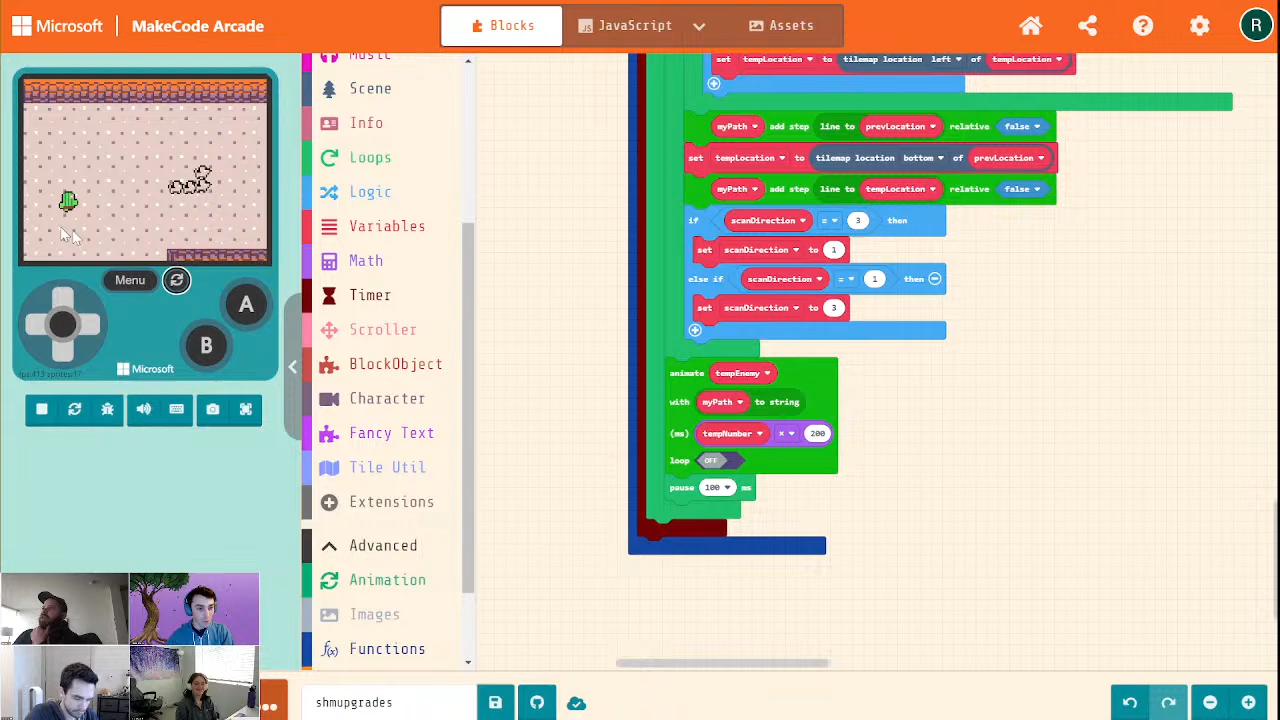 Microsoft MakeCode Arcade
Blocks JavaScript Assets
R
Menu
A
B
fps:413 sprites:17
Microsoft
Music
Scene
Info
Loops
Logic
Variables
Math
Timer
Scroller
BlockObject
Character
Fancy Text
Tile Util
Extensions
Advanced
Animation
Images
Functions
set tempLocation to tilemap location left of tempLocation
myPath add step line to prevLocation relative false
set tempLocation to tilemap location bottom of prevLocation
myPath add step line to tempLocation relative false
if scanDirection = 3 then
set scanDirection to 1
else if scanDirection = 1 then
set scanDirection to 3
animate tempEnemy
with myPath to string
(ms) tempNumber × 200
loop OFF
pause 100 ms
shmupgrades